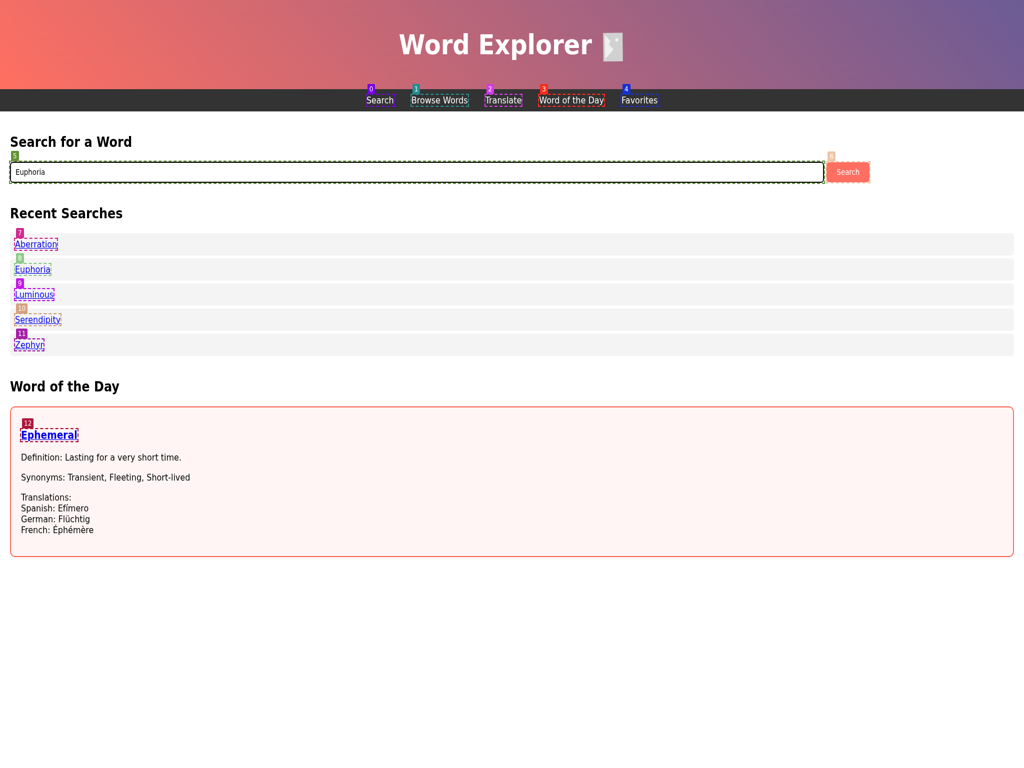 Word Explorer
0 1 2 3 4
Search Browse Words Translate Word of the Day Favorites
Search for a Word
5 6
Euphoria Search
Recent Searches
7
Aberration
8
Euphoria
9
Luminous
10
Serendipity
11
Zephyr
Word of the Day
12
Ephemeral
Definition: Lasting for a very short time.
Synonyms: Transient, Fleeting, Short-lived
Translations:
Spanish: Efímero
German: Flüchtig
French: Éphémère